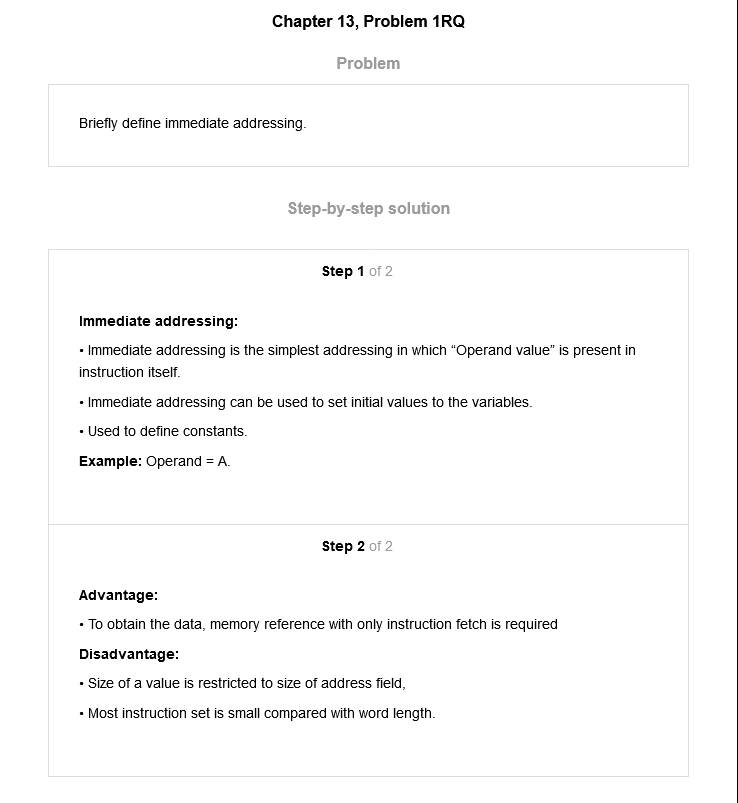 Chapter 13, Problem 1RQ
Problem
Briefly define immediate addressing.
Step-by-step solution
Step 1 of 2
Immediate addressing:
• Immediate addressing is the simplest addressing in which “Operand value” is present in
instruction itself.
• Immediate addressing can be used to set initial values to the variables.
• Used to define constants.
Example: Operand = A.
Step 2 of 2
Advantage:
• To obtain the data, memory reference with only instruction fetch is required
Disadvantage:
• Size of a value is restricted to size of address field,
• Most instruction set is small compared with word length.